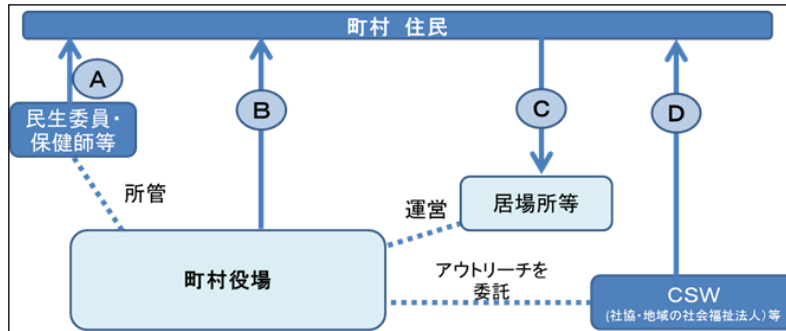 町村 住民
A
B
C
D
民生委員・
保健師等
所管
運営
居場所等
町村役場
アウトリーチを
委託
CSW
(社協・地域の社会福祉法人)等